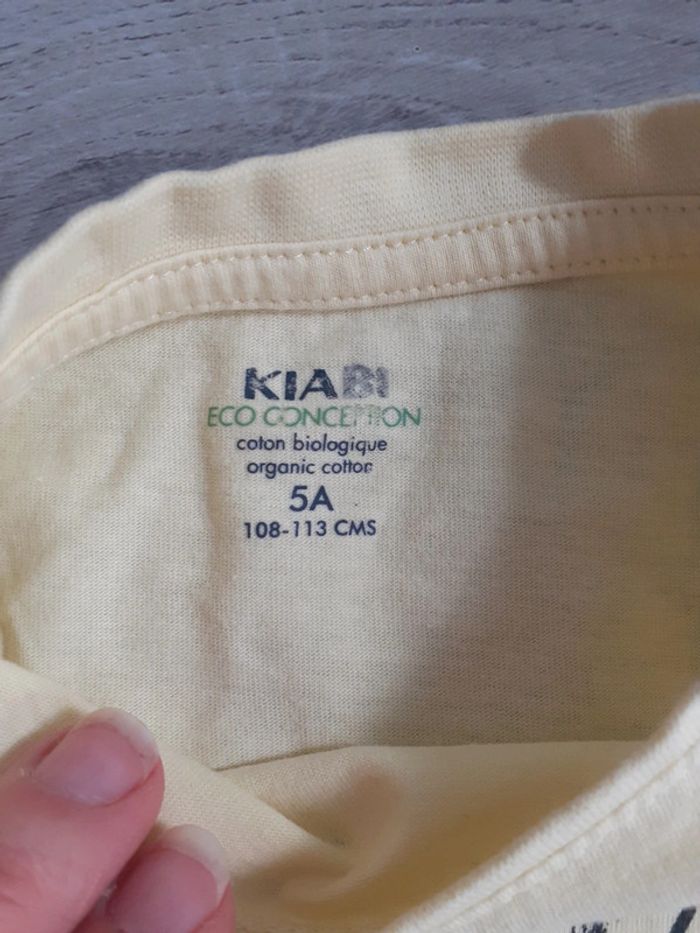 KIABI
ECO CONCEPTION
coton biologique
organic cotton
5A
108-113 CMS